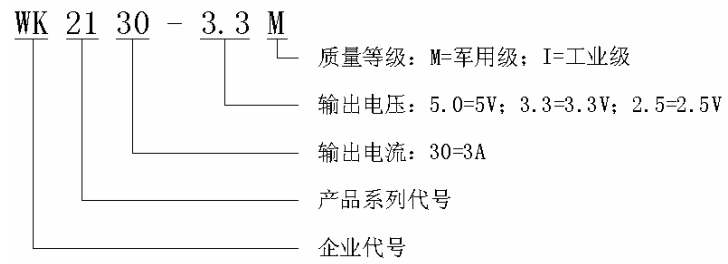 WK 21 30 - 3.3 M
质量等级：M=军用级；I=工业级
输出电压：5.0=5V；3.3=3.3V；2.5=2.5V
输出电流：30=3A
产品系列代号
企业代号